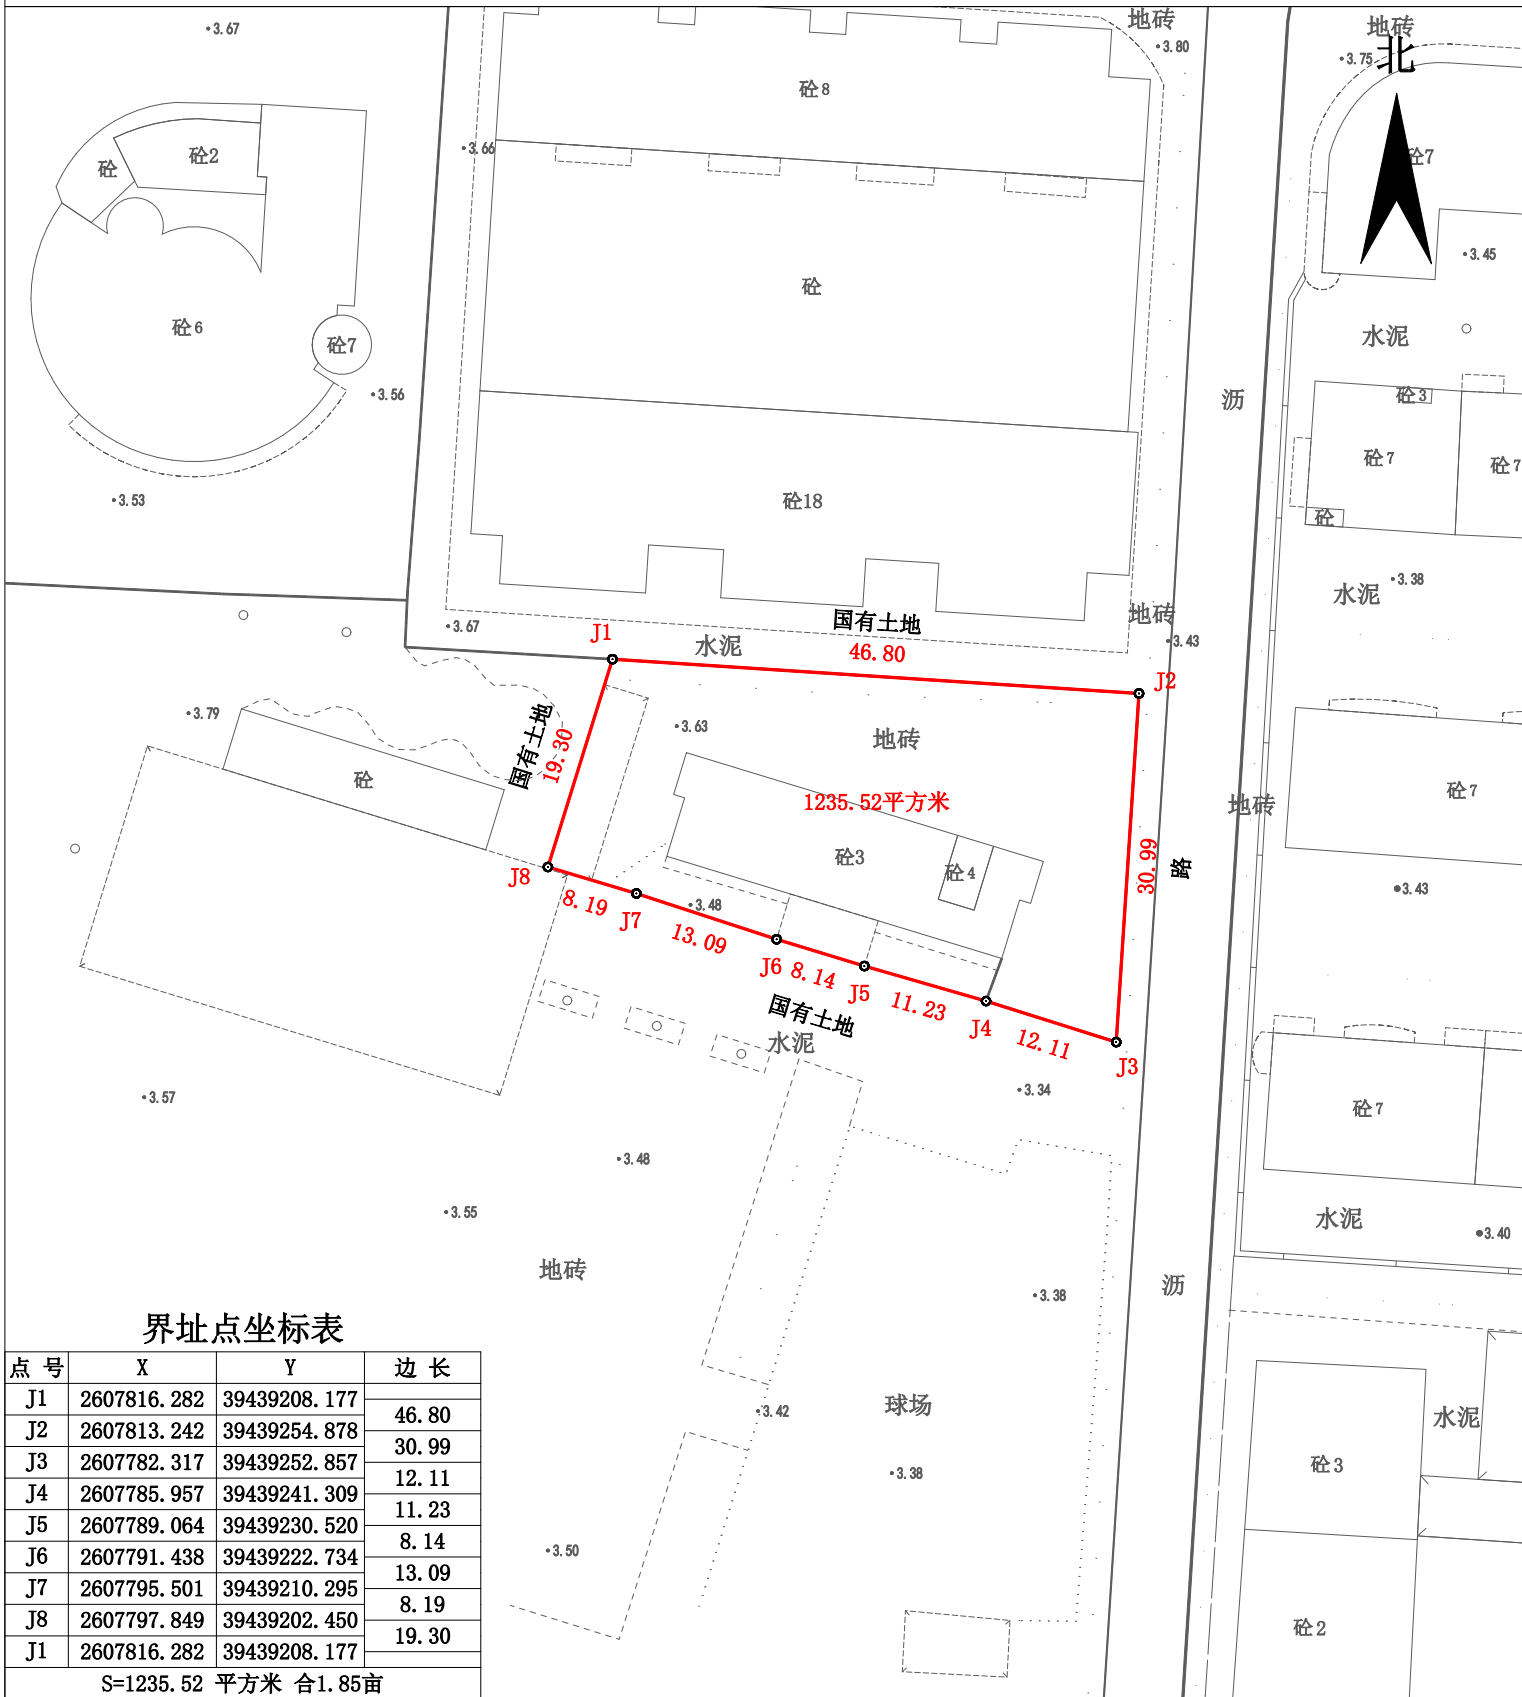 地砖
地砖
3.67
3.80
北
3.75
砼8
3.66
砼2
砼
砼7
3.45
砼
砼6
砼7
水泥
3.56
沥
砼3
砼7
砼7
3.53
砼18
砼
3.38
水泥
地砖
国有土地
3.67
J1
水泥
46.80
3.43
J2
3.79
3.63
地砖
国有土地
19.30
砼
1235.52平方米
砼7
地砖
30.99
路
砼3
砼4
J8
3.43
8.19
3.48
J7
13.09
J6
8.14
J5
11.23
国有土地
J4
12.11
水泥
J3
3.57
3.34
砼7
3.48
3.55
水泥
3.40
地砖
沥
3.38
球场
3.42
水泥
砼3
3.38
3.50
砼2
界址点坐标表
点 号 X Y 边 长
J1 2607816.282 39439208.177
46.80
J2 2607813.242 39439254.878
30.99
J3 2607782.317 39439252.857
12.11
J4 2607785.957 39439241.309
11.23
J5 2607789.064 39439230.520
8.14
J6 2607791.438 39439222.734
13.09
J7 2607795.501 39439210.295
8.19
J8 2607797.849 39439202.450
19.30
J1 2607816.282 39439208.177
S=1235.52 平方米 合1.85亩